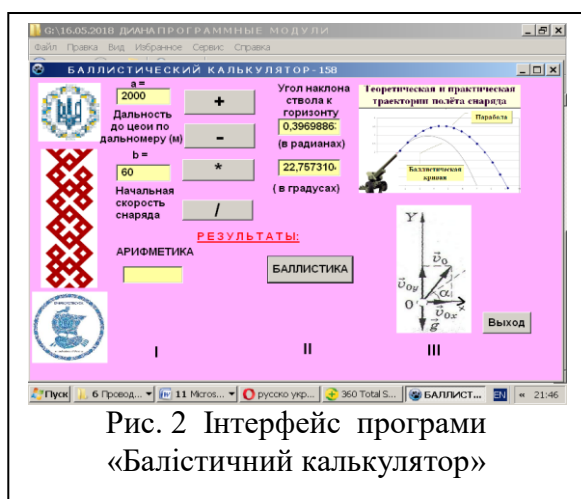 G:\16.05.2018 ДИАНА ПРОГРАММНЫЕ МОДУЛИ
Файл Правка Вид Избранное Сервис Справка
БАЛЛИСТИЧЕСКИЙ КАЛЬКУЛЯТОР-158
a =
2000
Дальность
до цеои по
дальномеру (м)
b =
60
Начальная
скорость
снаряда
+
-
*
/
Угол наклона
ствола к
горизонту
0,3969886
(в радианах)
22,757310
( в градусах)
Теоретическая и практическая
траектории полёта снаряда
Парабола
Баллистическая
кривая
РЕЗУЛЬТАТЫ:
АРИФМЕТИКА
БАЛЛИСТИКА
Y
υ₀
υ₀y
α
O
x
g
υ₀x
Выход
I
II
III
Пуск
6 Провод...
11 Micros...
русско укр...
360 Total S...
БАЛЛИСТ...
EN
« 21:46
Рис. 2 Інтерфейс програми
«Балістичний калькулятор»